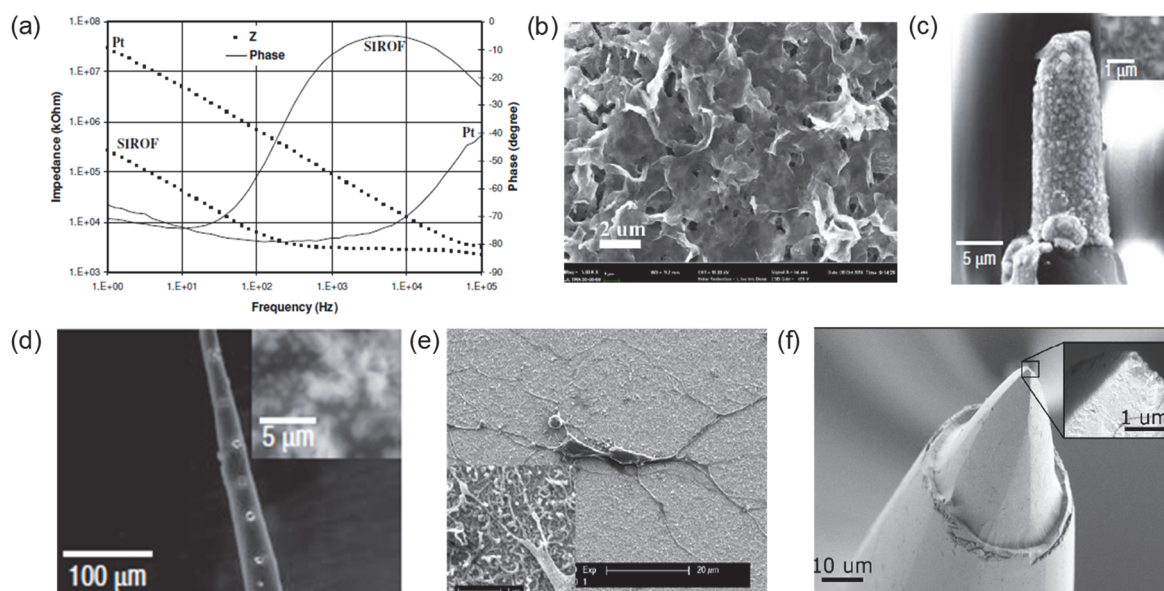 (a)
1.E+08
1.E+07
1.E+06
1.E+05
1.E+04
1.E+03
Impedance (kOhm)
Pt
Z
Phase
SIROF
SIROF
Pt
0
-10
-20
-30
-40
-50
-60
-70
-80
-90
Phase (degree)
1.E+00
1.E+01
1.E+02
1.E+03
1.E+04
1.E+05
Frequency (Hz)
(b)
2 um
(c)
1 μm
5 μm
(d)
5 μm
100 μm
(e)
Exp
1
20 μm
(f)
1 um
10 um